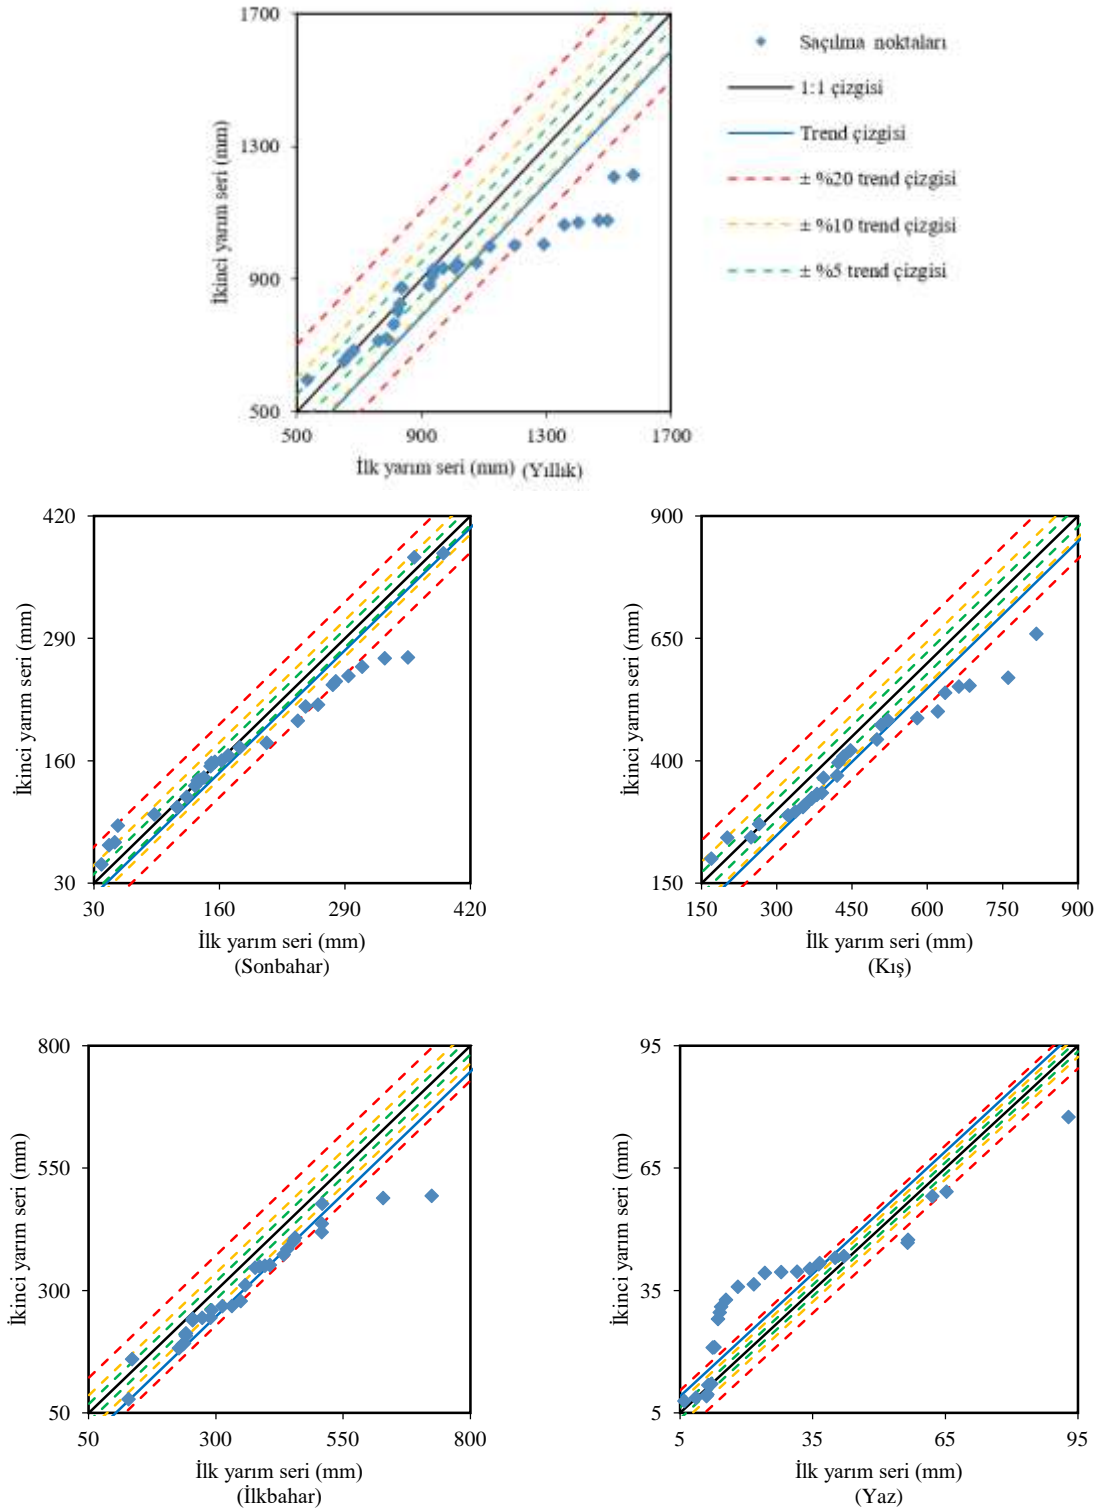 1700
1300
900
500
İkinci yarım seri (mm)
500
900
1300
1700
İlk yarım seri (mm) (Yıllık)
Saçılma noktaları
1:1 çizgisi
Trend çizgisi
± %20 trend çizgisi
± %10 trend çizgisi
± %5 trend çizgisi
420
290
160
30
İkinci yarım seri (mm)
30
160
290
420
İlk yarım seri (mm)
(Sonbahar)
900
650
400
150
İkinci yarım seri (mm)
150
300
450
600
750
900
İlk yarım seri (mm)
(Kış)
800
550
300
50
İkinci yarım seri (mm)
50
300
550
800
İlk yarım seri (mm)
(İlkbahar)
95
65
35
5
İkinci yarım seri (mm)
5
35
65
95
İlk yarım seri (mm)
(Yaz)